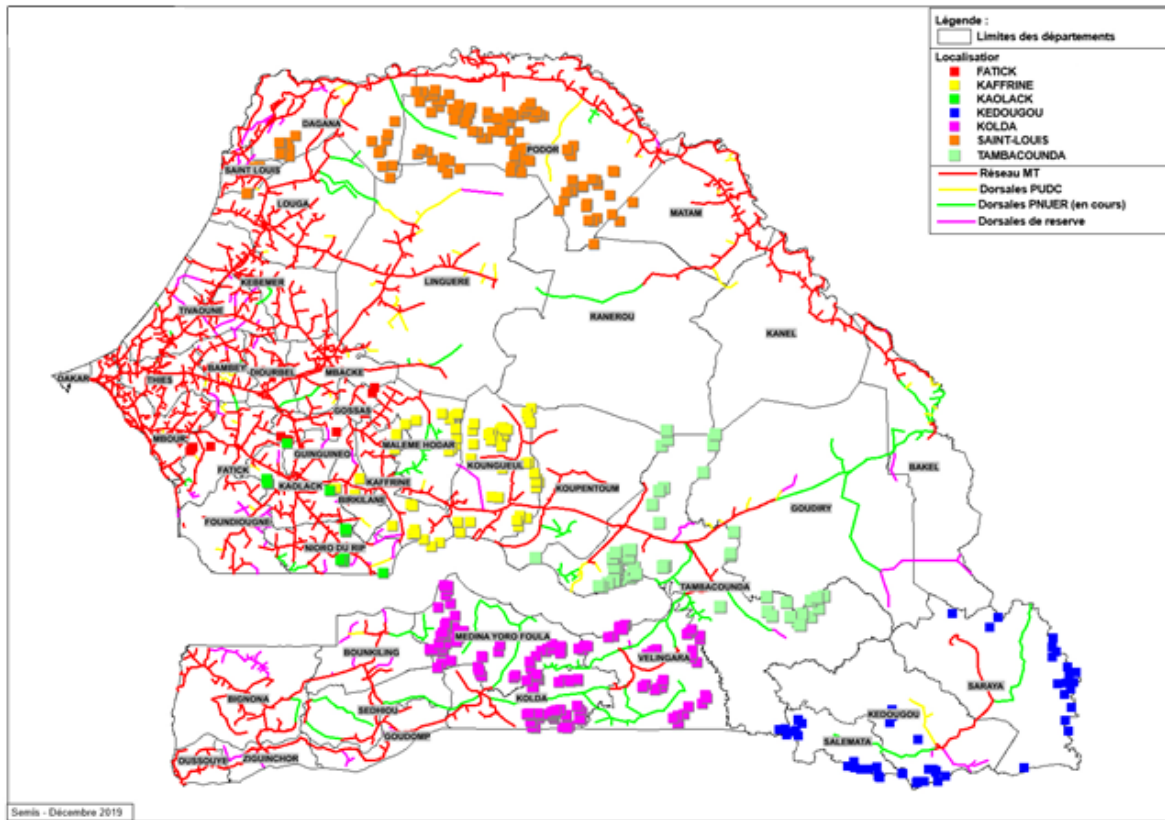 Légende :
Limites des départements
Localisation
FATICK
KAFFRINE
KAOLACK
KEDOUGOU
KOLDA
SAINT-LOUIS
TAMBACOUNDA
Réseau MT
Dorsales PUDC
Dorsales PNUER (en cours)
Dorsales de reserve
DAGANA
PODOR
SAINT LOUIS
LOUGA
MATAM
KEBEMER
LINGUERE
TIVAOUNE
RANEROU
KANEL
DAKAR
THIES
BAMBEY
DIOURBEL
MBACKE
GOSSAS
MBOUR
MALEME HODAR
GUINGUINEO
KOUNGUEUL
BAKEL
FATICK
KAOLACK
KAFFRINE
KOUPENTOUM
BIRKILANE
GOUDIRY
FOUNDIOUGNE
NIORO DU RIP
TAMBACOUNDA
MEDINA YORO FOULA
BOUNKILING
VELINGARA
BIGNONA
KOLDA
SARAYA
SEDHIOU
KEDOUGOU
GOUDOMP
SALEMATA
OUSSOUYE
ZIGUINCHOR
Semis - Décembre 2019